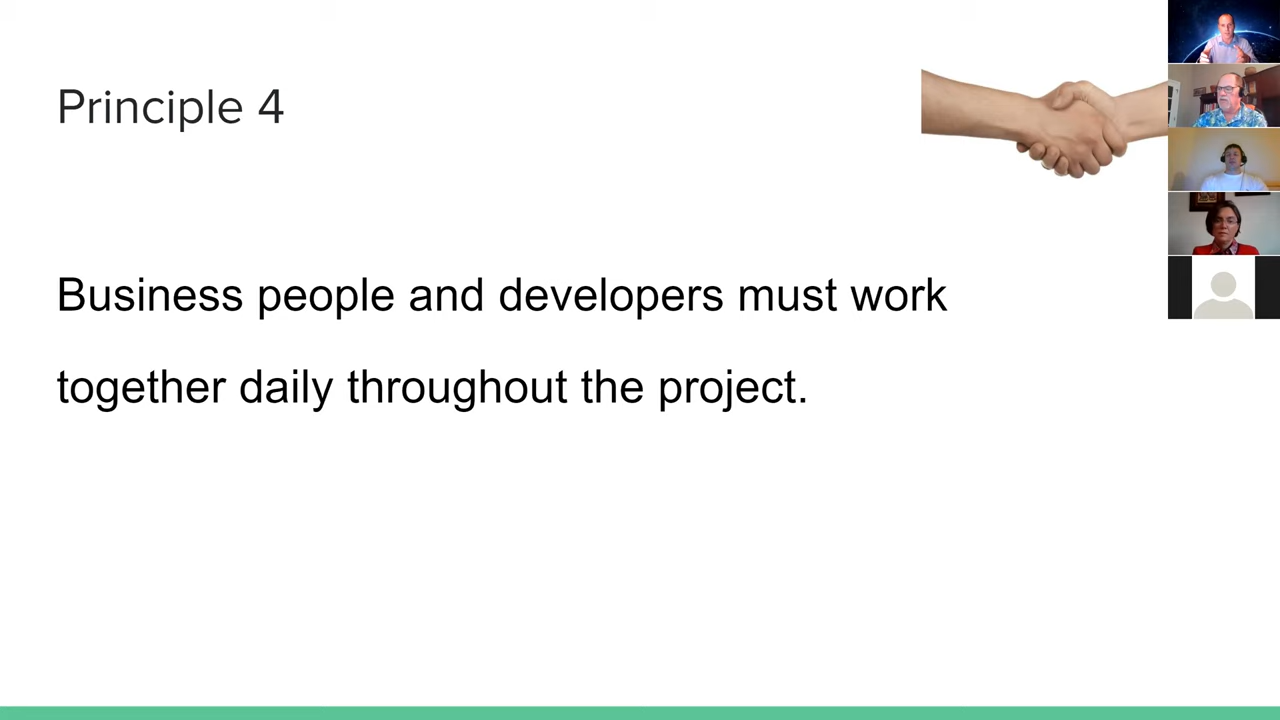 Principle 4
Business people and developers must work
together daily throughout the project.